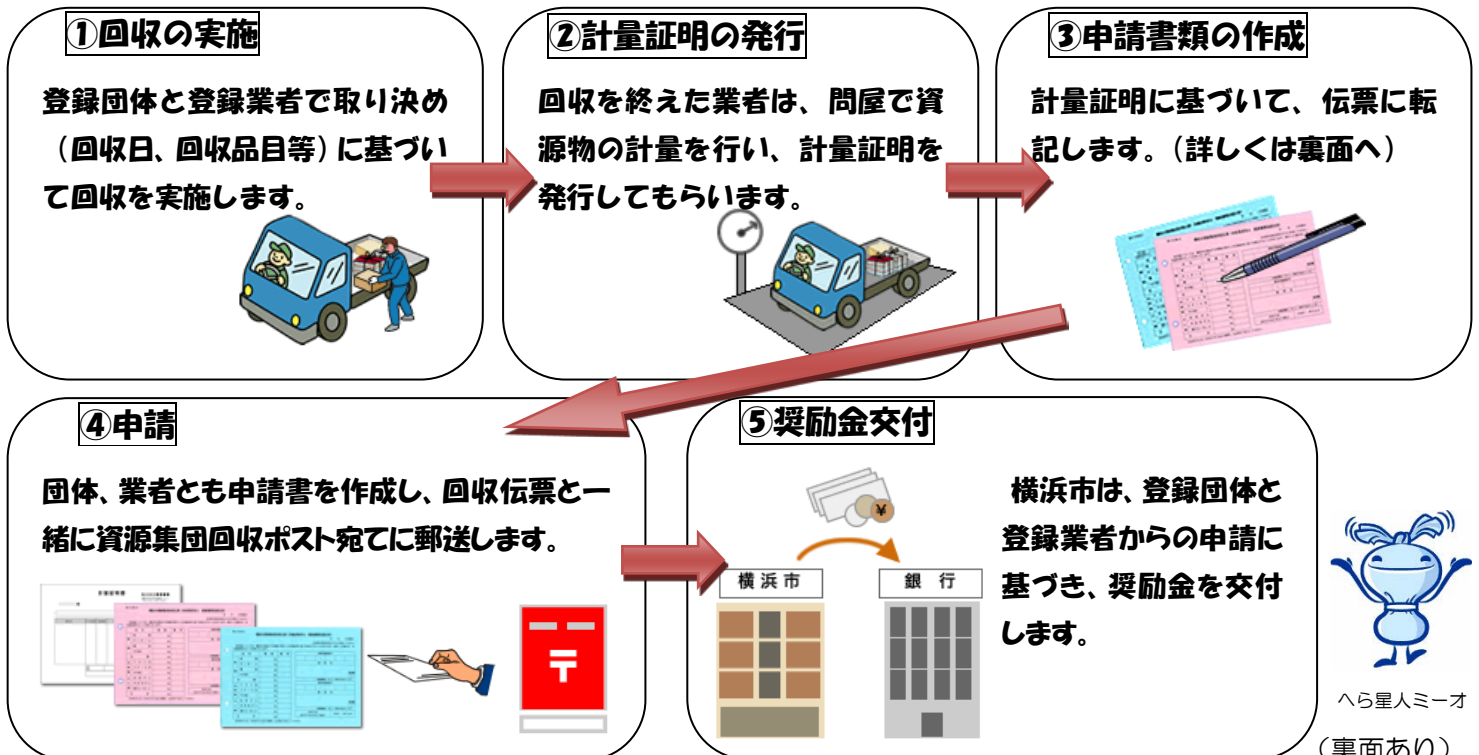 ①回収の実施
登録団体と登録業者で取り決め
（回収日、回収品目等）に基づい
て回収を実施します。
②計量証明の発行
回収を終えた業者は、問屋で資
源物の計量を行い、計量証明を
発行してもらいます。
③申請書類の作成
計量証明に基づいて、伝票に転
記します。（詳しくは裏面へ）
④申請
団体、業者とも申請書を作成し、回収伝票と一
緒に資源集団回収ポスト宛てに郵送します。
〒
⑤奨励金交付
¥
横浜市
銀行
横浜市は、登録団体と
登録業者からの申請に
基づき、奨励金を交付
します。
へら星人ミーオ
（裏面あり）